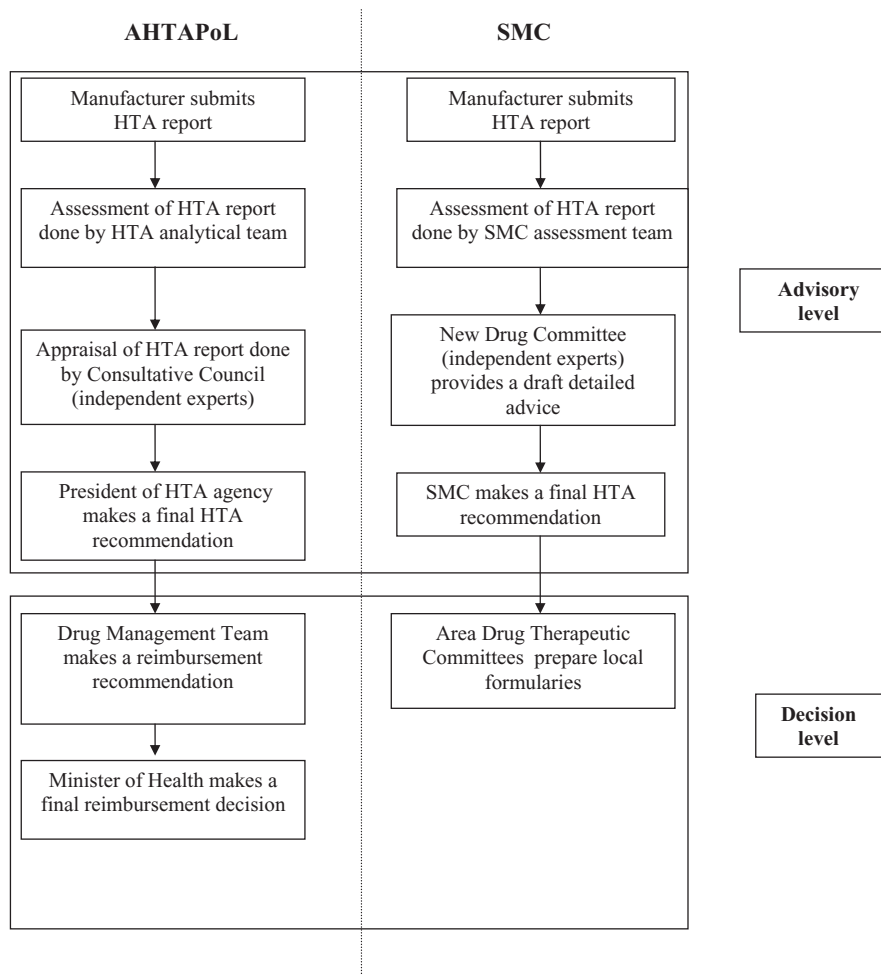 AHTAPoL
SMC
Manufacturer submits
HTA report
Manufacturer submits
HTA report
Assessment of HTA report
done by HTA analytical team
Assessment of HTA report
done by SMC assessment team
Advisory
level
Appraisal of HTA report done
by Consultative Council
(independent experts)
New Drug Committee
(independent experts)
provides a draft detailed
advice
President of HTA agency
makes a final HTA
recommendation
SMC makes a final HTA
recommendation
Drug Management Team
makes a reimbursement
recommendation
Area Drug Therapeutic
Committees prepare local
formularies
Decision
level
Minister of Health makes a
final reimbursement decision